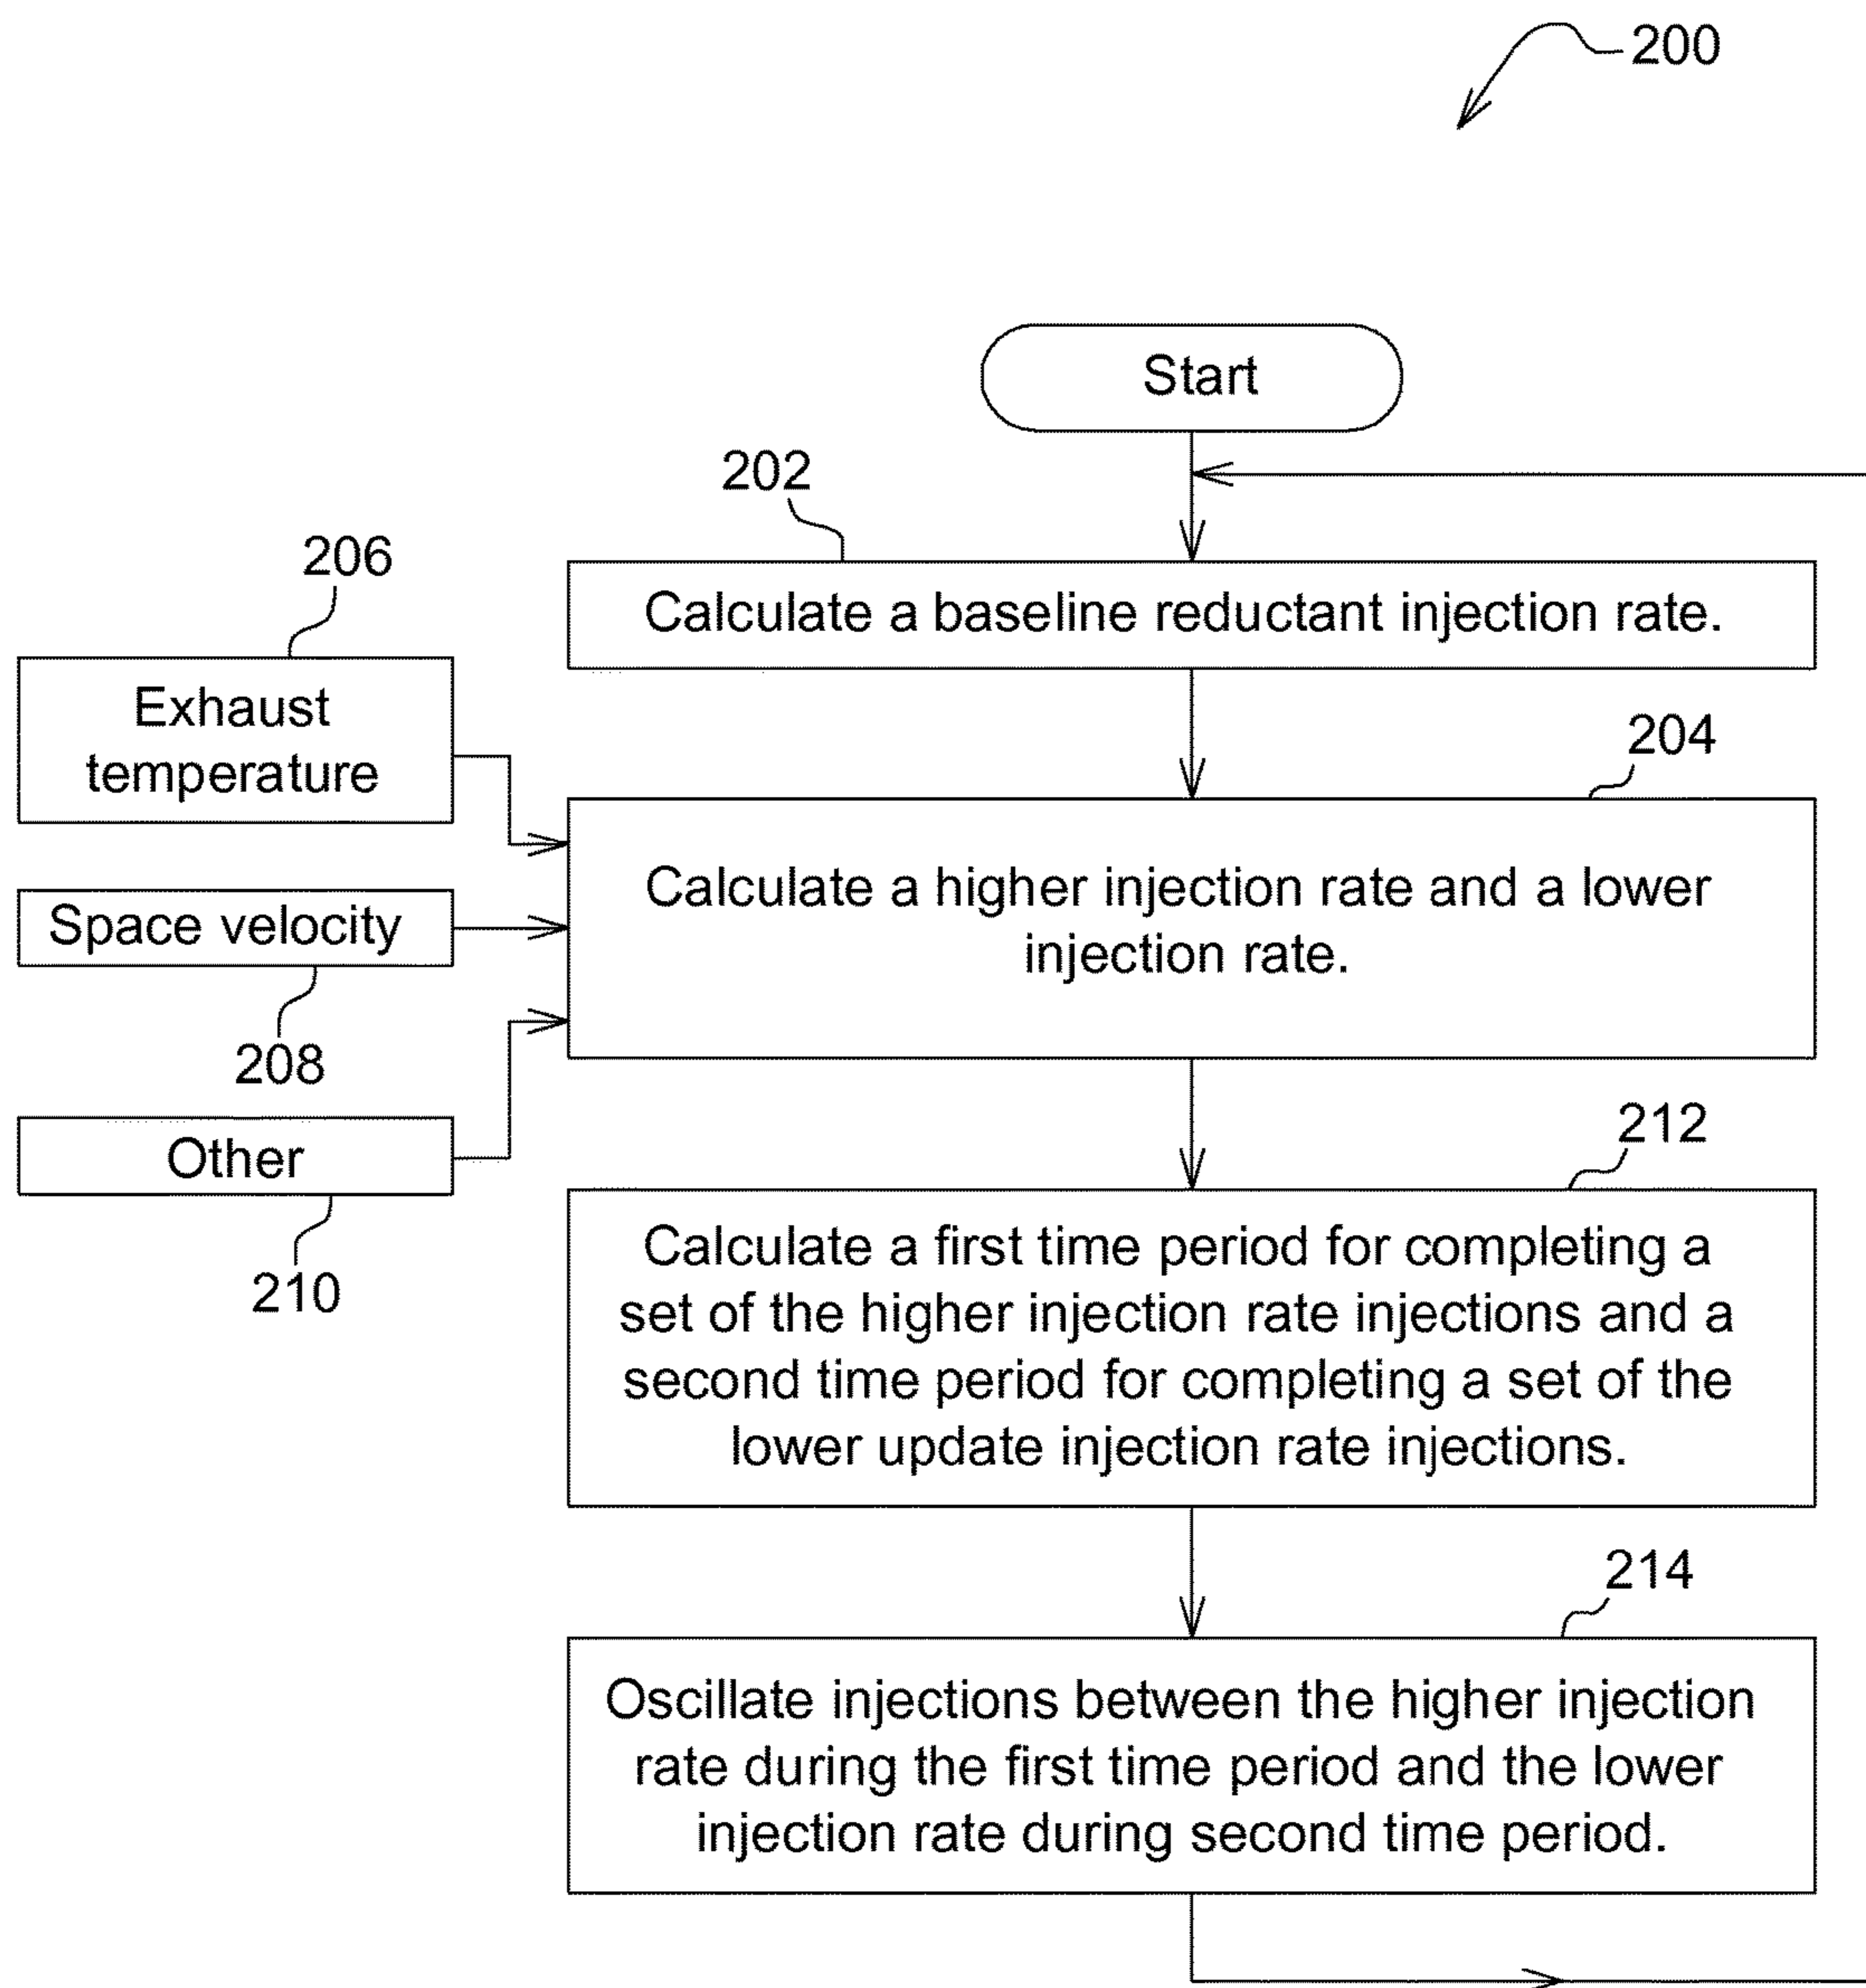 200
Start
202
Calculate a baseline reductant injection rate.
206
Exhaust
temperature
204
Calculate a higher injection rate and a lower
injection rate.
Space velocity
208
Other
210
212
Calculate a first time period for completing a
set of the higher injection rate injections and a
second time period for completing a set of the
lower update injection rate injections.
214
Oscillate injections between the higher injection
rate during the first time period and the lower
injection rate during second time period.